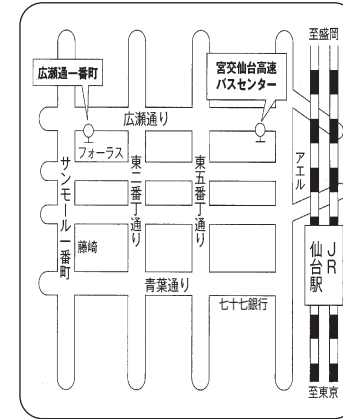 至盛岡
広瀬通一番町
宮交仙台高速
バスセンター
広瀬通り
フォーラス
アエル
サンモール一番町
東二番丁通り
東五番丁通り
藤崎
青葉通り
七十七銀行
JR
仙台駅
至東京